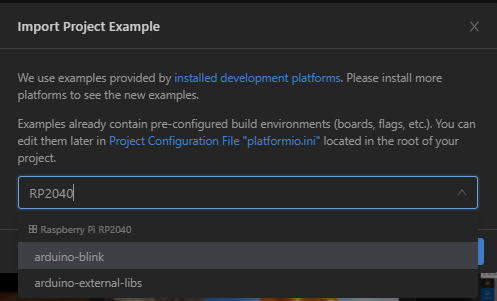 Import Project Example
We use examples provided by installed development platforms. Please install more
platforms to see the new examples.
Examples already contain pre-configured build environments (boards, flags, etc.). You can
edit them later in Project Configuration File "platformio.ini" located in the root of your
project.
RP2040
Raspberry Pi RP2040
arduino-blink
arduino-external-libs